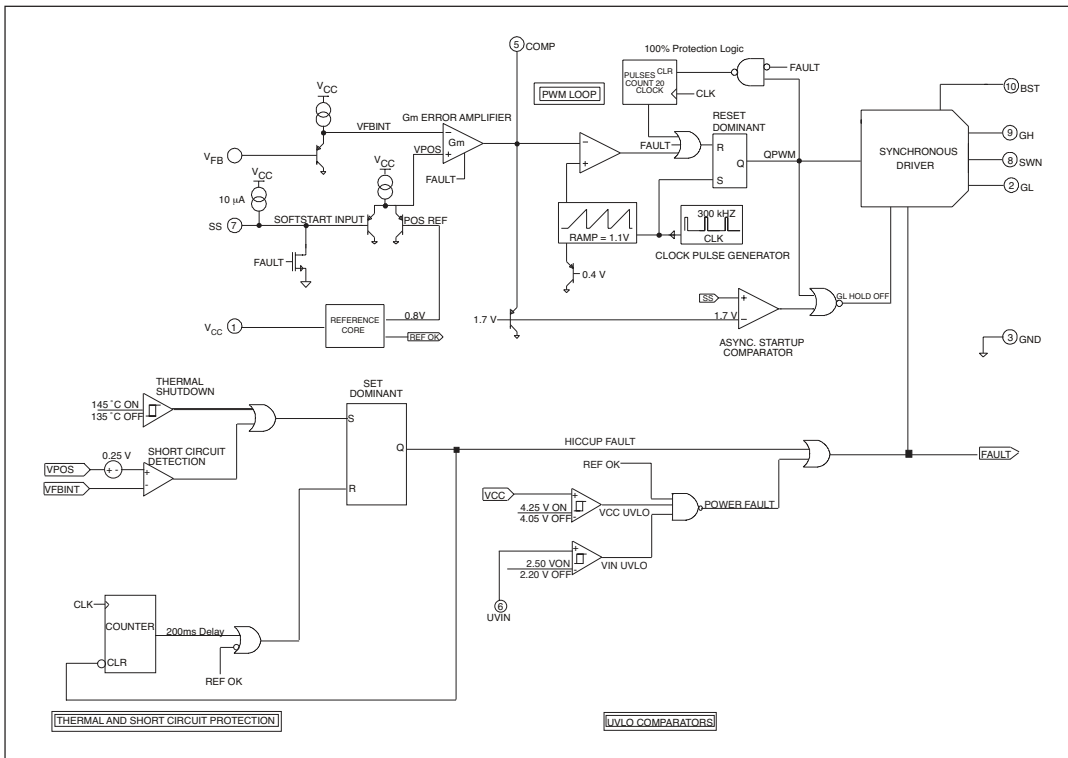 5 COMP
100% Protection Logic
FAULT
CLR
PULSES
COUNT 20
CLOCK
CLK
PWM LOOP
10 BST
VCC
Gm ERROR AMPLIFIER
VFBINT
−
Gm
+
VPOS
FAULT
RESET
DOMINANT
−
+
FAULT
R
Q
S
QPWM
SYNCHRONOUS
DRIVER
9 GH
8 SWN
2 GL
VFB
VCC
VCC
10 µA
SS 7
SOFTSTART INPUT
POS REF
FAULT
RAMP = 1.1V
300 kHZ
CLK
CLOCK PULSE GENERATOR
0.4 V
GL HOLD OFF
SS
+
−
1.7 V
1.7 V
ASYNC. STARTUP
COMPARATOR
VCC 1
REFERENCE
CORE
0.8V
REF OK
3 GND
THERMAL
SHUTDOWN
145˚C ON
135˚C OFF
SET
DOMINANT
S
Q
R
0.25 V
SHORT CIRCUIT
DETECTION
VPOS
+ -
+
-
VFBINT
HICCUP FAULT
FAULT
REF OK
POWER FAULT
VCC
+
-
4.25 V ON
4.05 V OFF
VCC UVLO
+
-
2.50 VON
2.20 V OFF
VIN UVLO
6
UVIN
CLK
COUNTER
CLR
200ms Delay
REF OK
THERMAL AND SHORT CIRCUIT PROTECTION
UVLO COMPARATORS